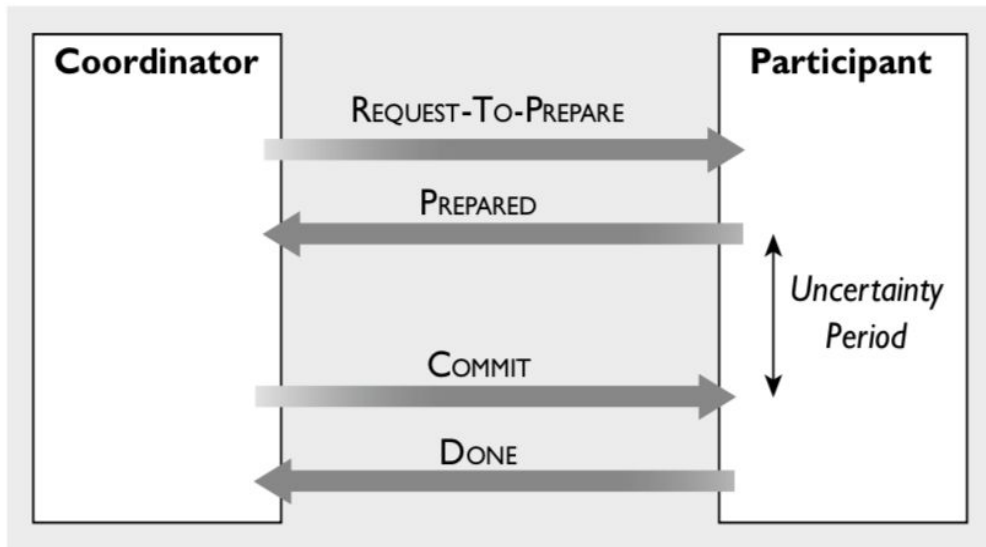 Coordinator
Participant
REQUEST-TO-PREPARE
PREPARED
Uncertainty
Period
COMMIT
DONE